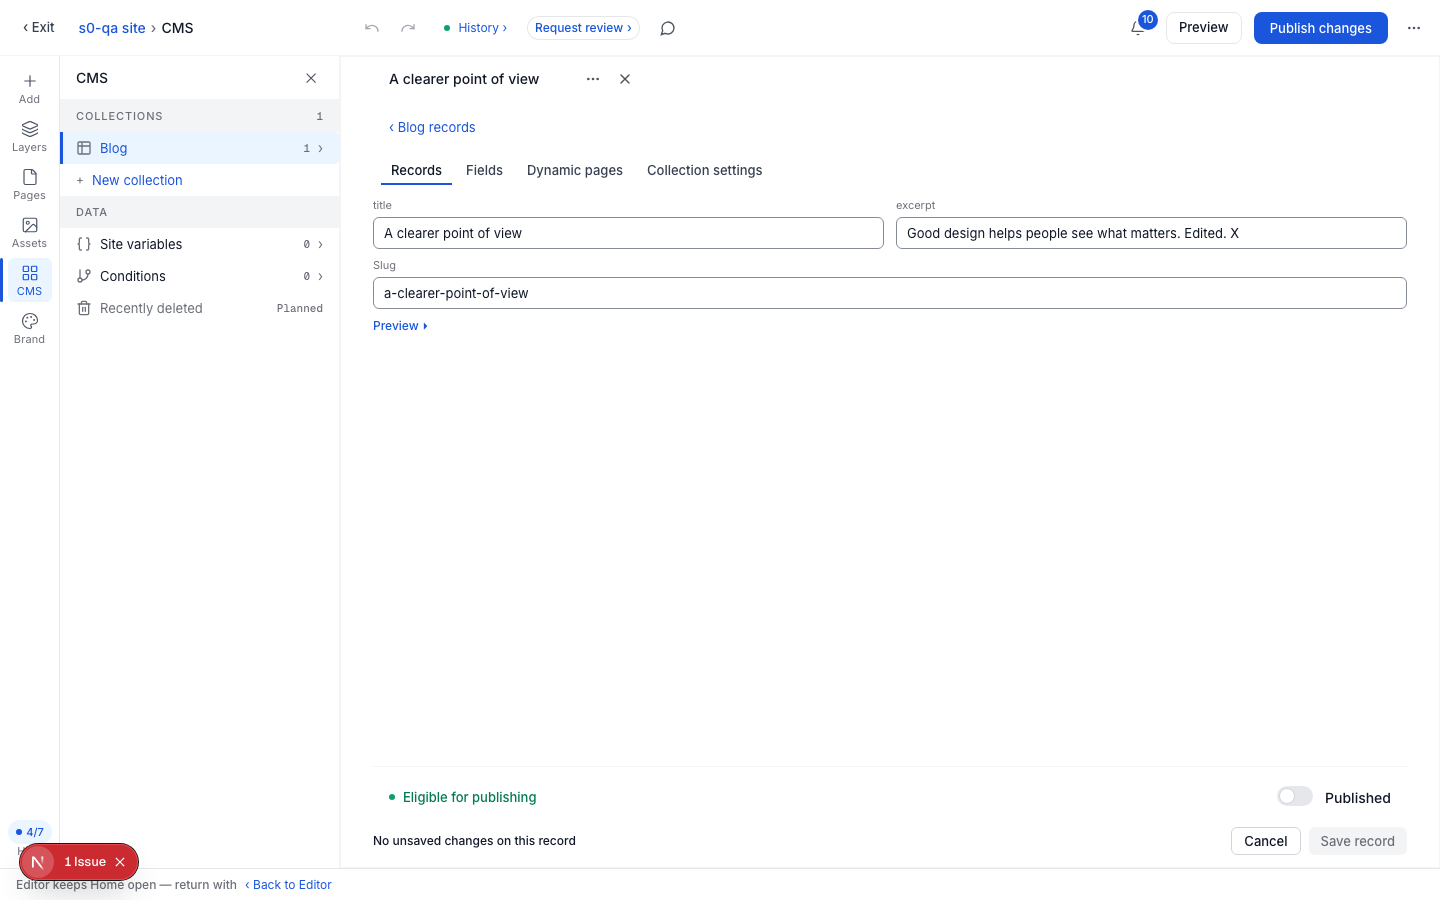 ‹ Exit
s0-qa site › CMS
History ›
Request review ›
10
Preview
Publish changes
Add
Layers
Pages
Assets
CMS
Brand
4/7
CMS
COLLECTIONS 1
Blog 1 ›
+ New collection
DATA
Site variables 0 ›
Conditions 0 ›
Recently deleted Planned
A clearer point of view
‹ Blog records
Records Fields Dynamic pages Collection settings
title
A clearer point of view
excerpt
Good design helps people see what matters. Edited. X
Slug
a-clearer-point-of-view
Preview
Eligible for publishing
Published
No unsaved changes on this record
Cancel
Save record
N 1 Issue
Editor keeps Home open — return with ‹ Back to Editor